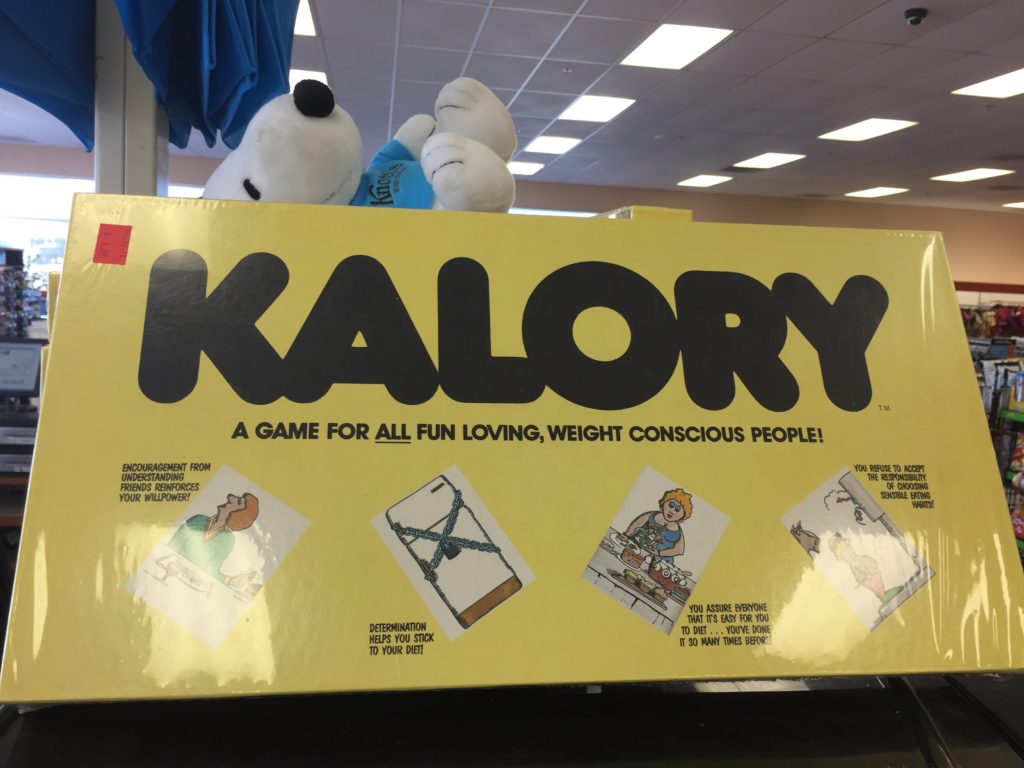 Knott's
KALORY
T.M.
A GAME FOR ALL FUN LOVING, WEIGHT CONSCIOUS PEOPLE!
ENCOURAGEMENT FROM
UNDERSTANDING
FRIENDS REINFORCES
YOUR WILLPOWER!
DETERMINATION
HELPS YOU STICK
TO YOUR DIET!
YOU ASSURE EVERYONE
THAT IT'S EASY FOR YOU
TO DIET . . . YOU'VE DONE
IT SO MANY TIMES BEFORE
YOU REFUSE TO ACCEPT
THE RESPONSIBILITY
OF CHOOSING
SENSIBLE EATING
HABITS!